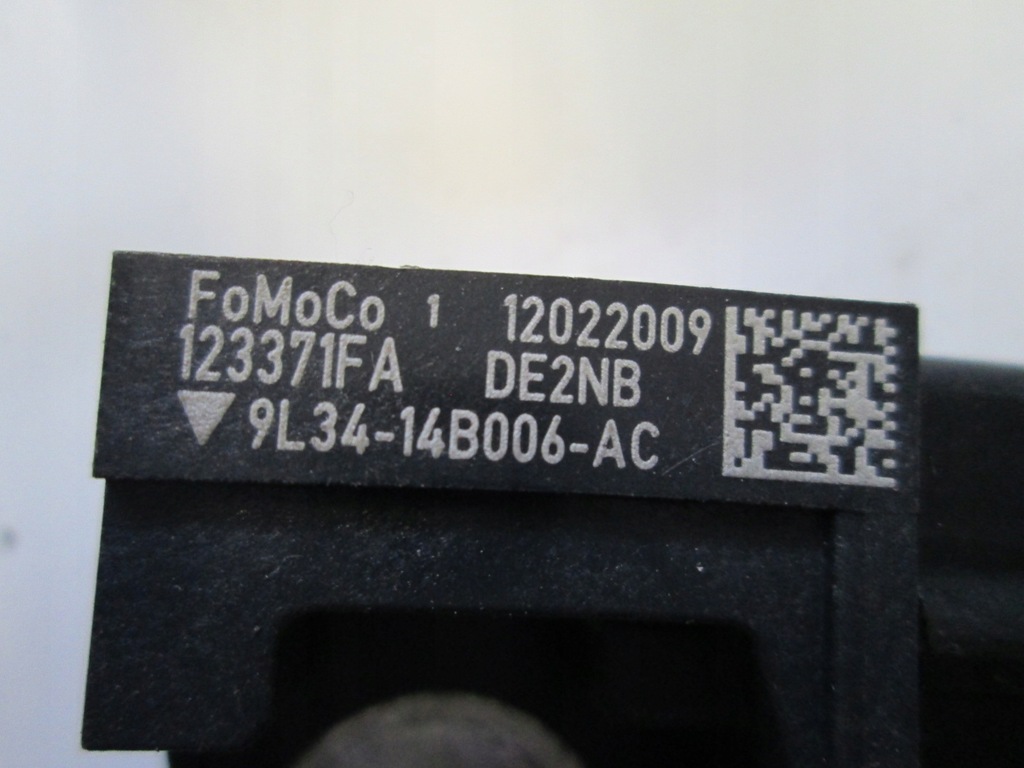 FoMoCo 1 12022009
123371FA DE2NB
9L34-14B006-AC